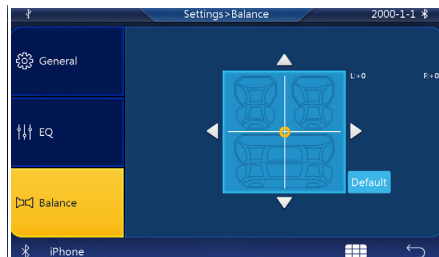 Settings>Balance
2000-1-1
General
L:+0
F:+0
EQ
Default
Balance
iPhone